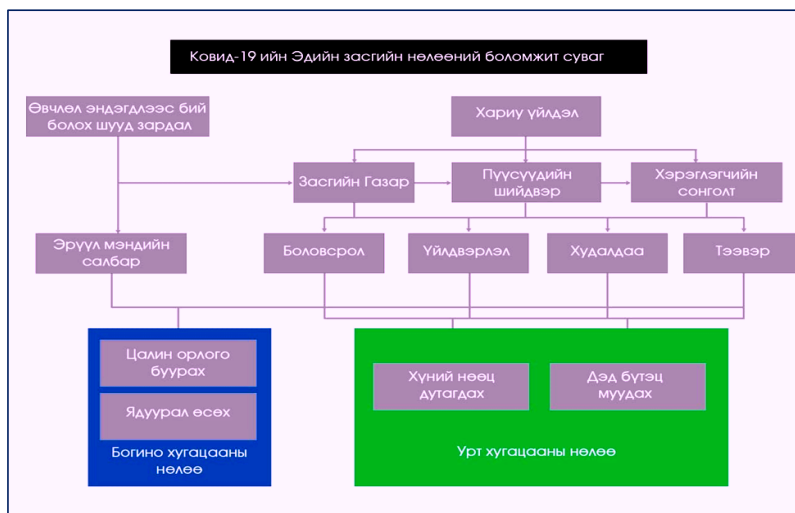 Ковид-19 ийн Эдийн засгийн нөлөөний боломжит суваг
Өвчлөл эндэгдлээс бий
болох шууд зардал
Хариу үйлдэл
Засгийн Газар
Пүүсүүдийн
шийдвэр
Хэрэглэгчийн
сонголт
Эрүүл мэндийн
салбар
Боловсрол
Үйлдвэрлэл
Худалдаа
Тээвэр
Цалин орлого
буурах
Ядуурал өсөх
Богино хугацааны
нөлөө
Хүний нөөц
дутагдах
Дэд бүтэц
муудах
Урт хугацааны нөлөө